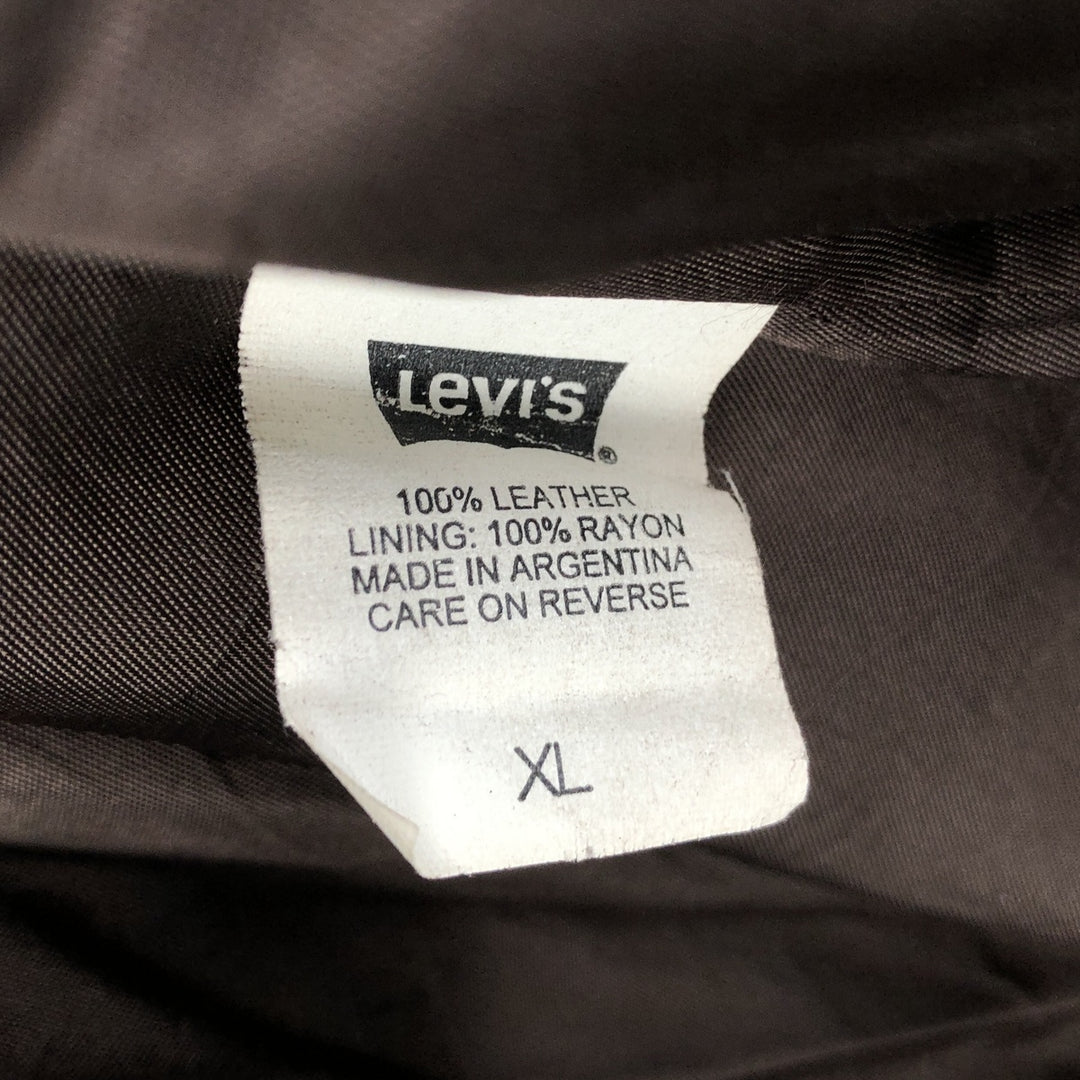 Levi's®
100% LEATHER
LINING: 100% RAYON
MADE IN ARGENTINA
CARE ON REVERSE
XL